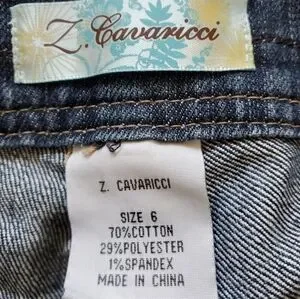 Z. Cavaricci
Z. CAVARICCI
SIZE 6
70%COTTON
29%POLYESTER
1%SPANDEX
MADE IN CHINA